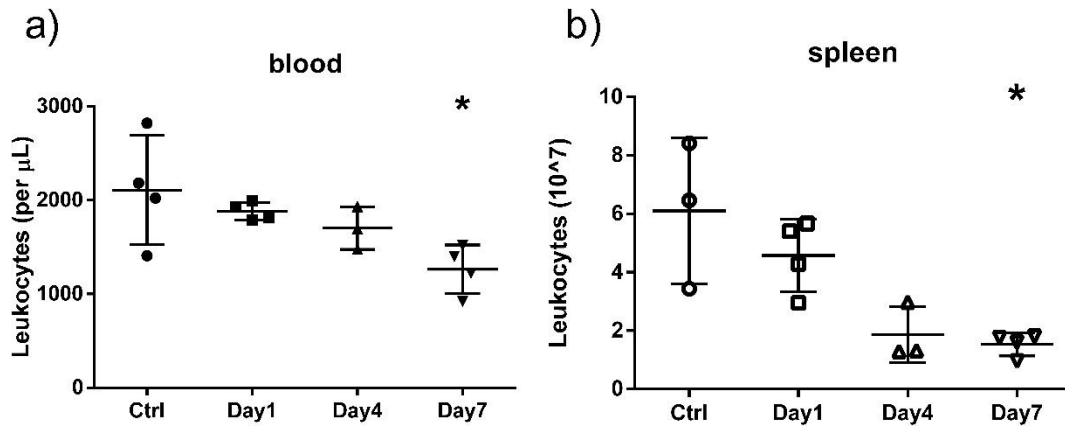 a)
blood
Leukocytes (per μL)
3000
2000
1000
0
*
Ctrl Day1 Day4 Day7
b)
spleen
Leukocytes (10^7)
10
8
6
4
2
0
*
Ctrl Day1 Day4 Day7